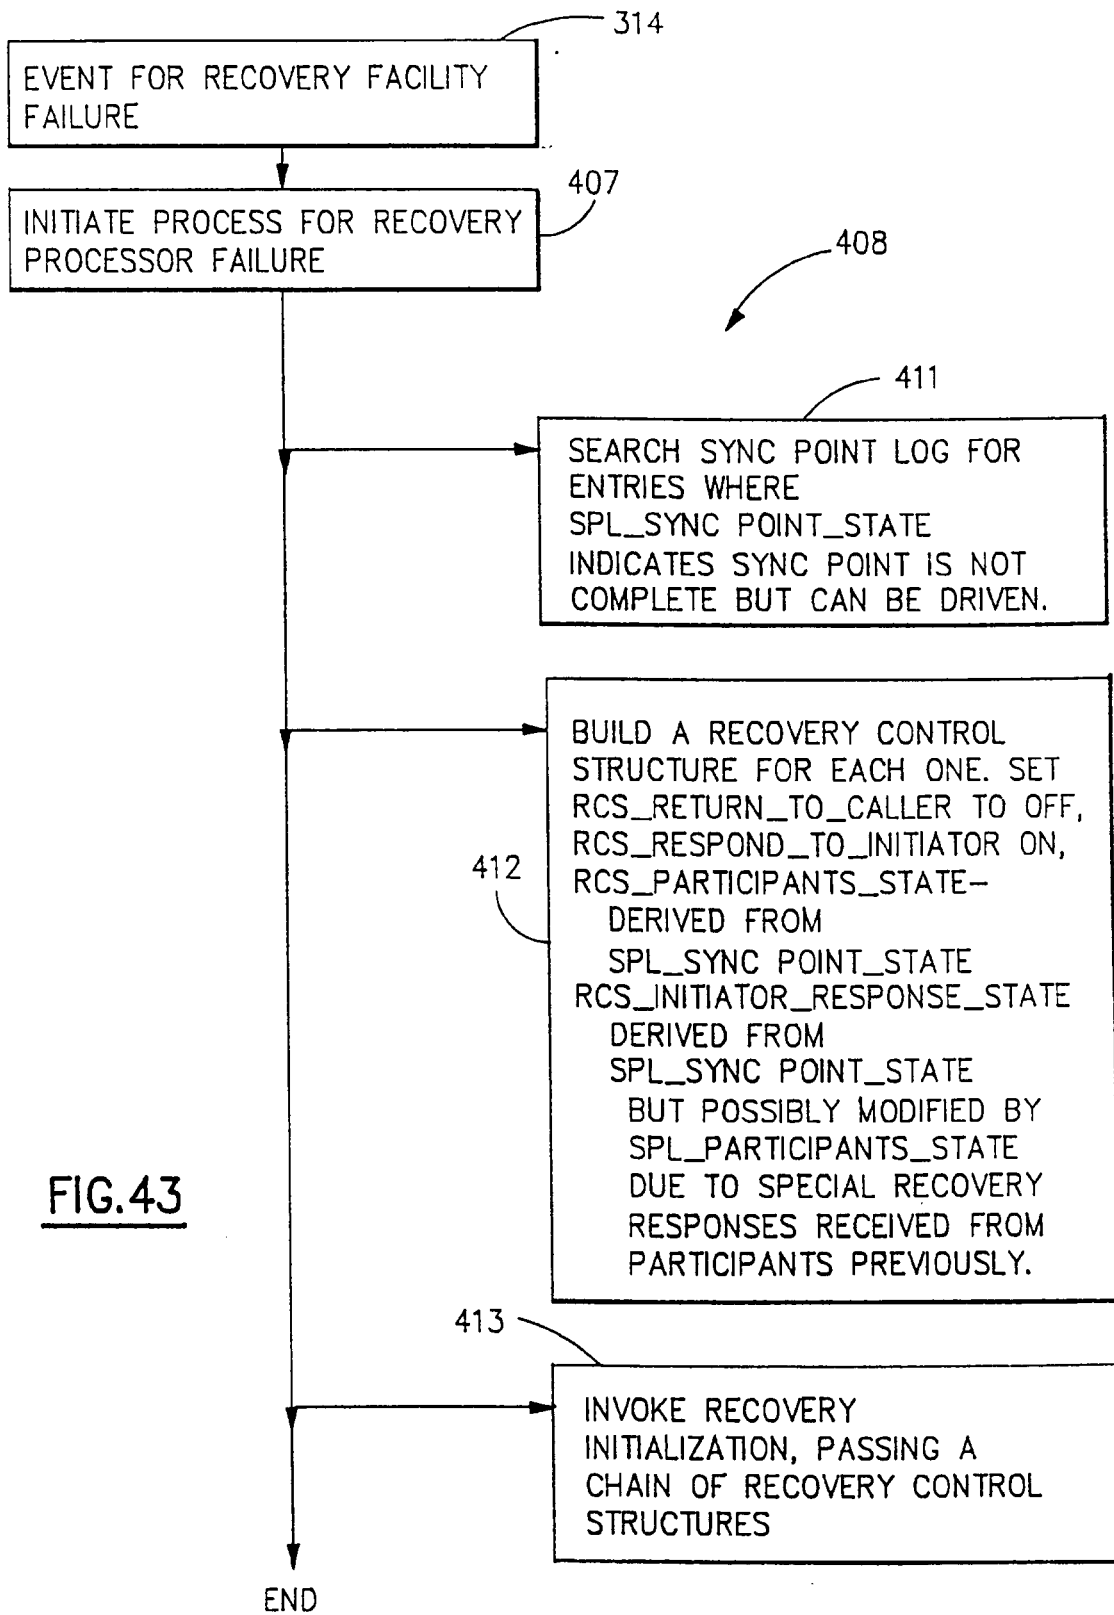 314
EVENT FOR RECOVERY FACILITY
FAILURE
407
INITIATE PROCESS FOR RECOVERY
PROCESSOR FAILURE
408
411
SEARCH SYNC POINT LOG FOR
ENTRIES WHERE
SPL_SYNC POINT_STATE
INDICATES SYNC POINT IS NOT
COMPLETE BUT CAN BE DRIVEN.
412
BUILD A RECOVERY CONTROL
STRUCTURE FOR EACH ONE. SET
RCS_RETURN_TO_CALLER TO OFF,
RCS_RESPOND_TO_INITIATOR ON,
RCS_PARTICIPANTS_STATE-
DERIVED FROM
SPL_SYNC POINT_STATE
RCS_INITIATOR_RESPONSE_STATE
DERIVED FROM
SPL_SYNC POINT_STATE
BUT POSSIBLY MODIFIED BY
SPL_PARTICIPANTS_STATE
DUE TO SPECIAL RECOVERY
RESPONSES RECEIVED FROM
PARTICIPANTS PREVIOUSLY.
FIG.43
413
INVOKE RECOVERY
INITIALIZATION, PASSING A
CHAIN OF RECOVERY CONTROL
STRUCTURES
END